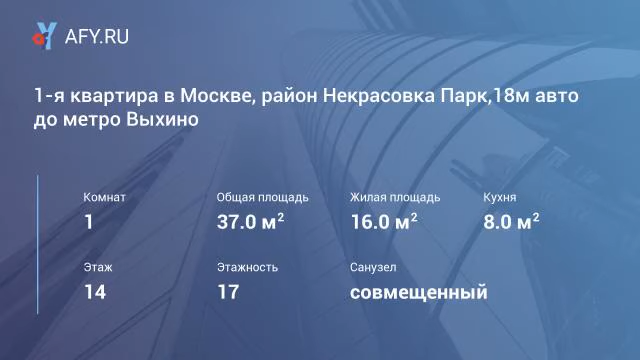 AFY.RU
1-я квартира в Москве, район Некрасовка Парк,18м авто
до метро Выхино
Комнат Общая площадь Жилая площадь Кухня
1 37.0 м² 16.0 м² 8.0 м²
Этаж Этажность Санузел
14 17 совмещенный